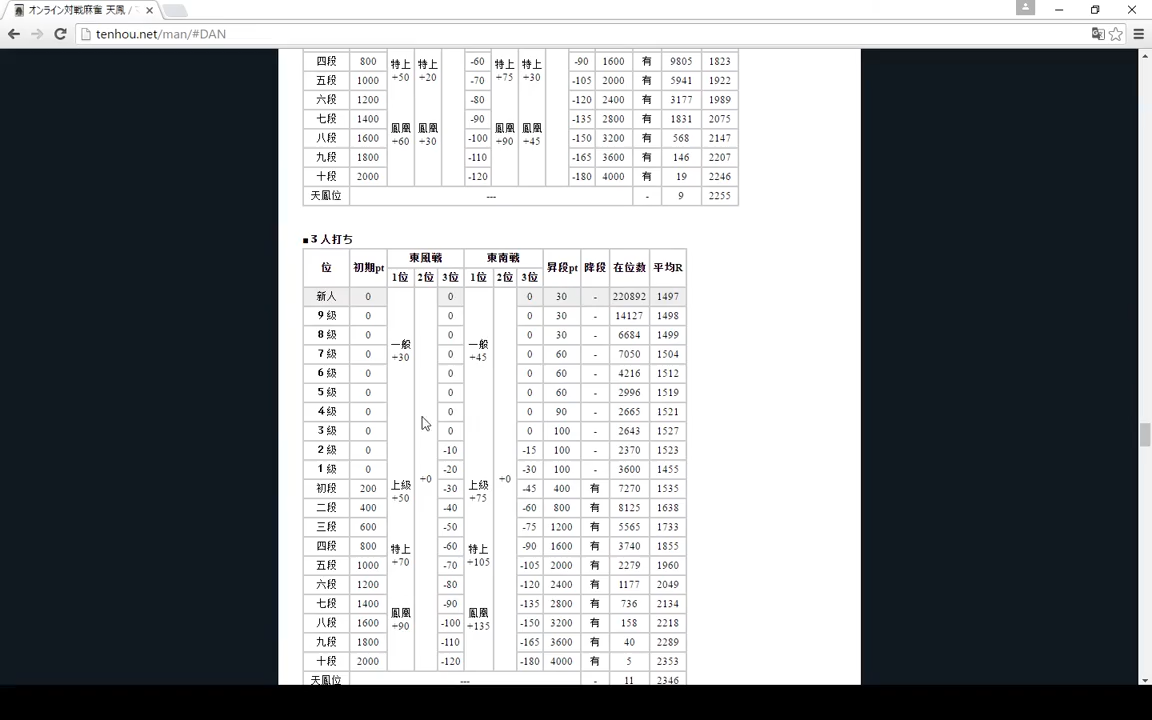 オンライン対戦麻雀 天鳳 / マ
tenhou.net/man/#DAN
四段 800 特上 +50 特上 +20 -60 特上 +75 特上 +30 -90 1600 有 9805 1823
五段 1000 -70 -105 2000 有 5941 1922
六段 1200 -80 -120 2400 有 3177 1989
七段 1400 鳳凰 +60 鳳凰 +30 -90 鳳凰 +90 鳳凰 +45 -135 2800 有 1831 2075
八段 1600 -100 -150 3200 有 568 2147
九段 1800 -110 -165 3600 有 146 2207
十段 2000 -120 -180 4000 有 19 2246
天鳳位 --- - 9 2255
■3人打ち
位 初期pt 東風戦 東南戦 昇段pt 降段 在位数 平均R
1位 2位 3位 1位 2位 3位
新人 0 0 0 30 - 220892 1497
9級 0 0 0 30 - 14127 1498
8級 0 0 0 30 - 6684 1499
7級 0 一般 +30 0 一般 +45 0 60 - 7050 1504
6級 0 0 0 60 - 4216 1512
5級 0 0 0 60 - 2996 1519
4級 0 0 0 90 - 2665 1521
3級 0 0 0 100 - 2643 1527
2級 0 -10 -15 100 - 2370 1523
1級 0 +0 -20 +0 -30 100 - 3600 1455
初段 200 上級 +50 -30 上級 +75 -45 400 有 7270 1535
二段 400 -40 -60 800 有 8125 1638
三段 600 -50 -75 1200 有 5565 1733
四段 800 特上 +70 -60 特上 +105 -90 1600 有 3740 1855
五段 1000 -70 -105 2000 有 2279 1960
六段 1200 -80 -120 2400 有 1177 2049
七段 1400 鳳凰 +90 -90 鳳凰 +135 -135 2800 有 736 2134
八段 1600 -100 -150 3200 有 158 2218
九段 1800 -110 -165 3600 有 40 2289
十段 2000 -120 -180 4000 有 5 2353
天鳳位 --- - 11 2346